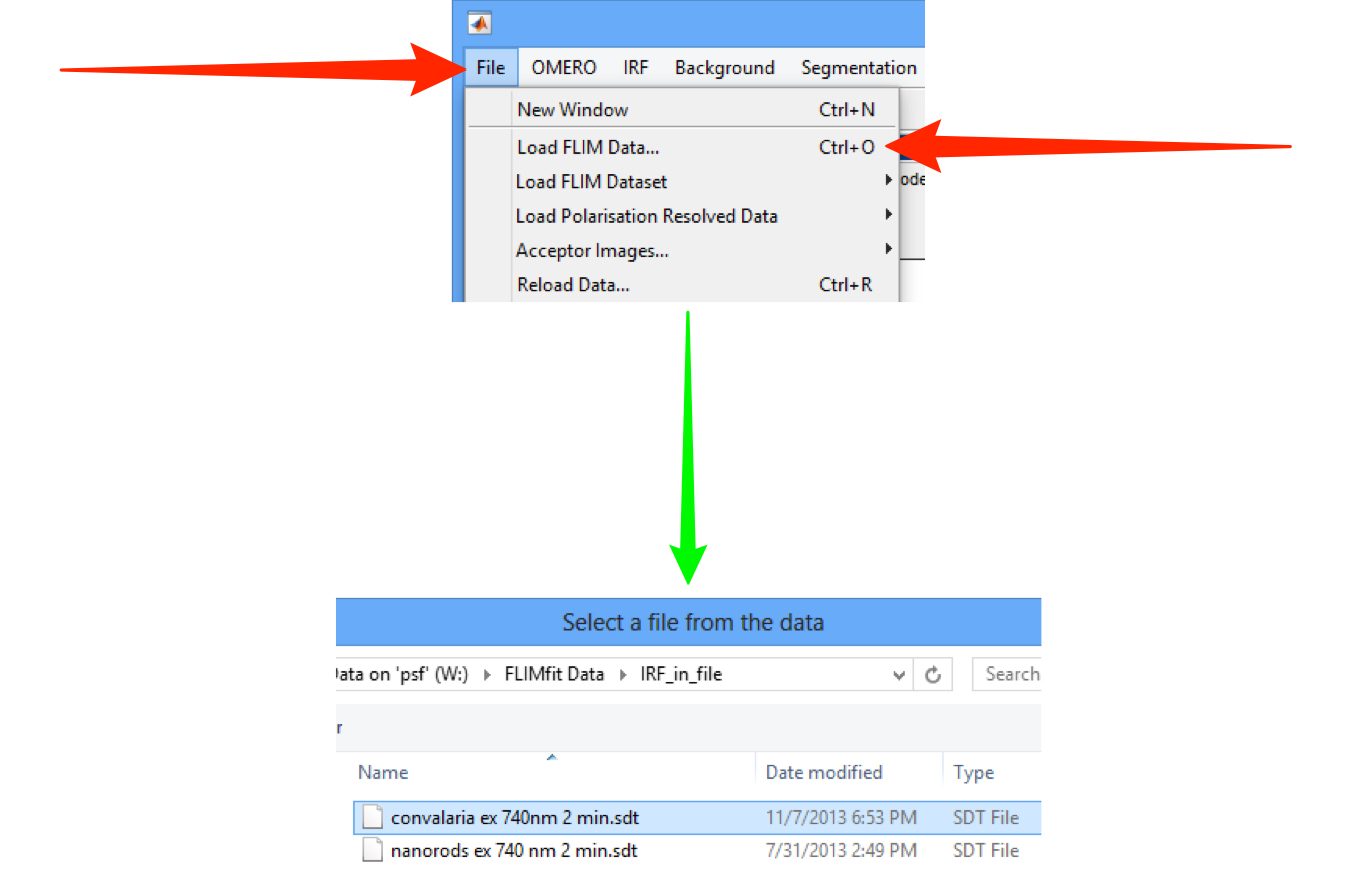 File OMERO IRF Background Segmentation
New Window Ctrl+N
Load FLIM Data... Ctrl+O
Load FLIM Dataset
ode
Load Polarisation Resolved Data
Acceptor Images...
Reload Data... Ctrl+R
Select a file from the data
Data on 'psf' (W:) FLIMfit Data IRF_in_file Search
r
Name Date modified Type
convalaria ex 740nm 2 min.sdt 11/7/2013 6:53 PM SDT File
nanorods ex 740 nm 2 min.sdt 7/31/2013 2:49 PM SDT File